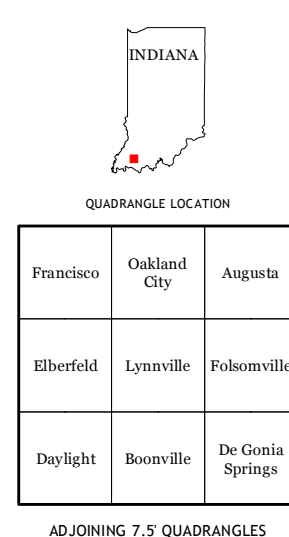 INDIANA
QUADRANGLE LOCATION
Francisco
Oakland
City
Augusta
Elberfeld
Lynnville
Folsomville
Daylight
Boonville
De Gonia
Springs
ADJOINING 7.5' QUADRANGLES